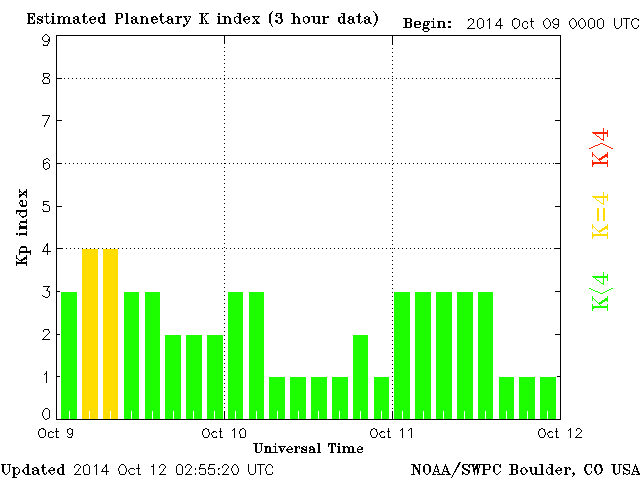 Estimated Planetary K index (3 hour data) Begin: 2014 Oct 09 0000 UTC
9
8
7
6
5
4
3
2
1
0
Kp index
K>4
K=4
K<4
Oct 9 Oct 10 Oct 11 Oct 12
Universal Time
Updated 2014 Oct 12 02:55:20 UTC NOAA/SWPC Boulder, CO USA